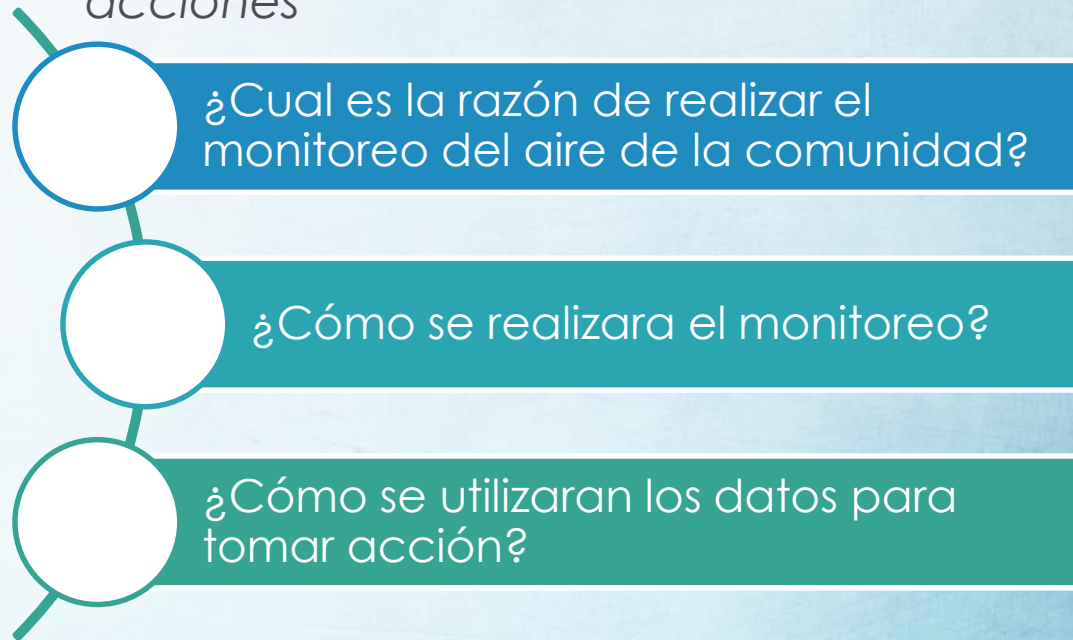 acciones
¿Cual es la razón de realizar el
monitoreo del aire de la comunidad?
¿Cómo se realizara el monitoreo?
¿Cómo se utilizaran los datos para
tomar acción?